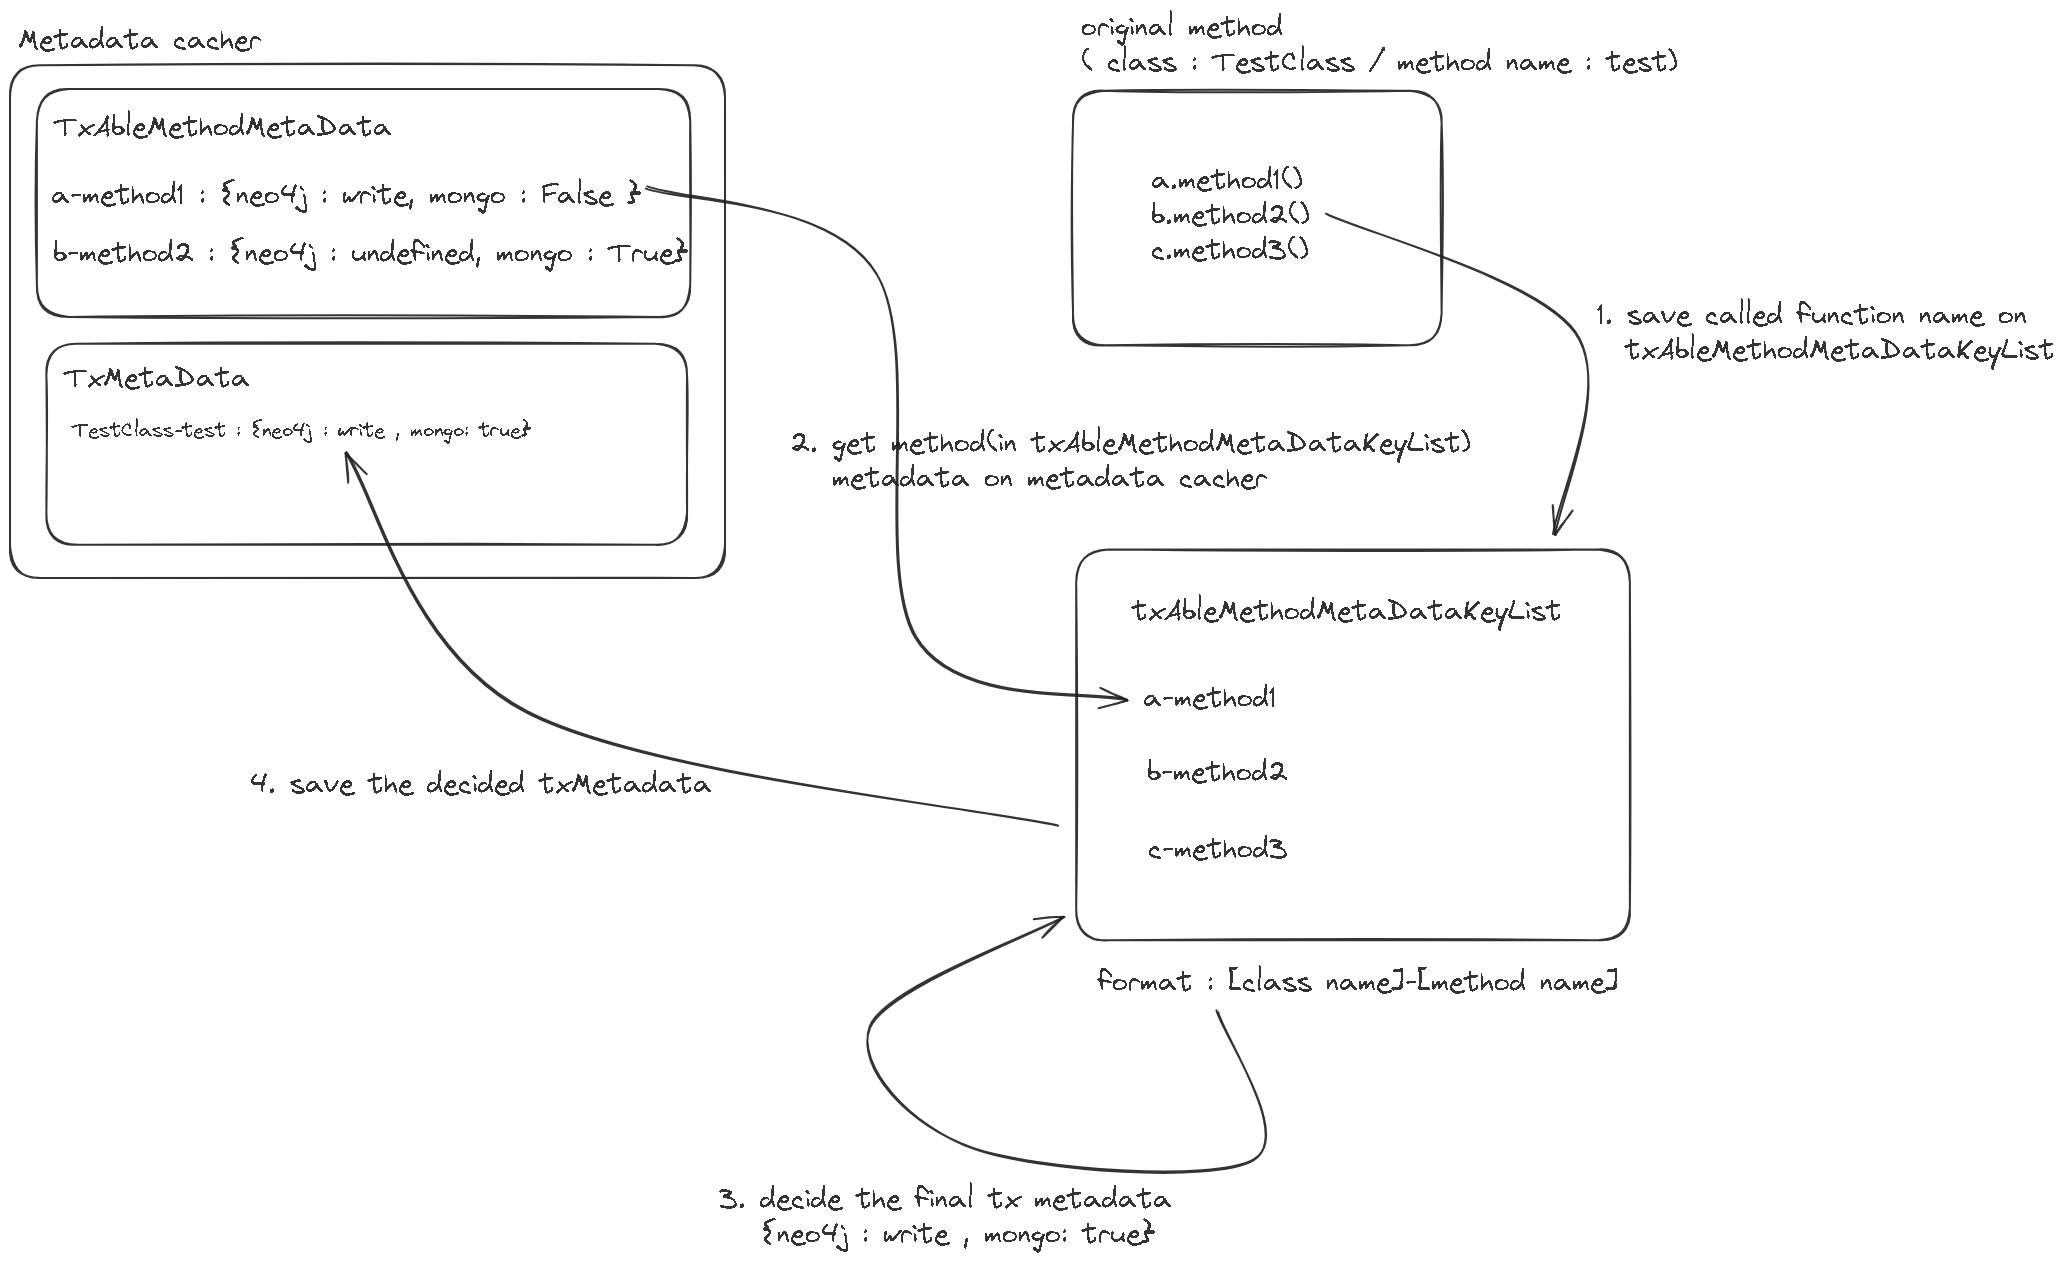 Metadata cacher
TxAbleMethodMetaData
a-method1 : {neo4j : write, mongo : False }
b-method2 : {neo4j : undefined, mongo : True}
TxMetaData
TestClass-test : {neo4j : write , mongo: true}
original method
( class : TestClass / method name : test)
a.method1()
b.method2()
c.method3()
1. save called function name on
txAbleMethodMetaDataKeyList
2. get method(in txAbleMethodMetaDataKeyList)
metadata on metadata cacher
txAbleMethodMetaDataKeyList
a-method1
b-method2
c-method3
format : [class name]-[method name]
4. save the decided txMetadata
3. decide the final tx metadata
{neo4j : write , mongo: true}